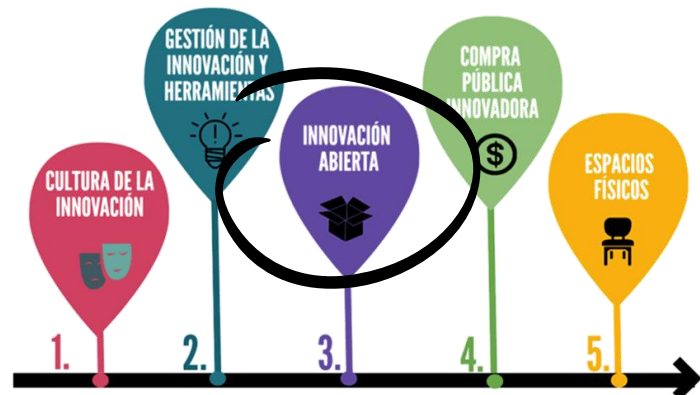 CULTURA DE LA
INNOVACIÓN
1.
GESTIÓN DE LA
INNOVACIÓN Y
HERRAMIENTAS
2.
INNOVACIÓN
ABIERTA
3.
COMPRA
PÚBLICA
INNOVADORA
$
4.
ESPACIOS
FÍSICOS
5.